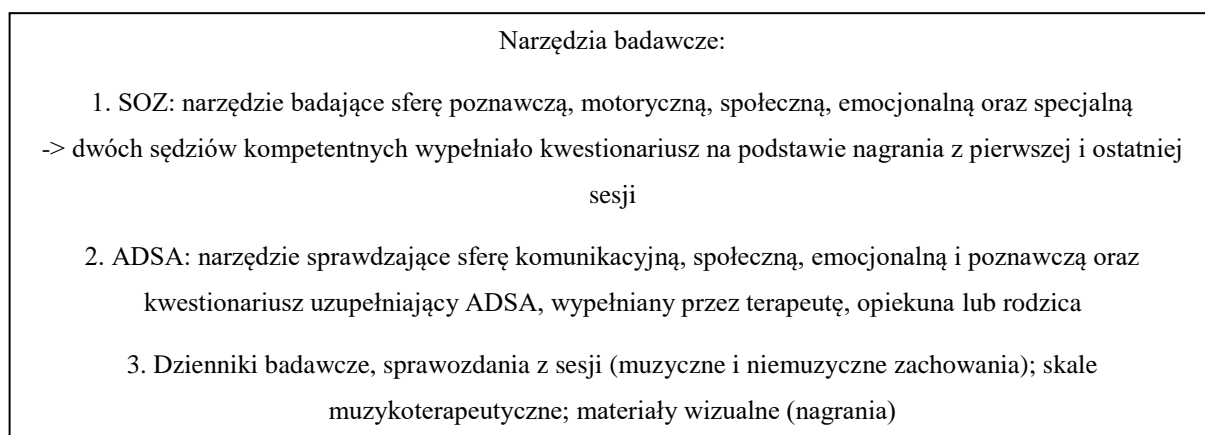 Narzędzia badawcze:
1. SOZ: narzędzie badające sferę poznawczą, motoryczną, społeczną, emocjonalną oraz specjalną
-> dwóch sędziów kompetentnych wypełniało kwestionariusz na podstawie nagrania z pierwszej i ostatniej
sesji
2. ADSA: narzędzie sprawdzające sferę komunikacyjną, społeczną, emocjonalną i poznawczą oraz
kwestionariusz uzupełniający ADSA, wypełniany przez terapeutę, opiekuna lub rodzica
3. Dzienniki badawcze, sprawozdania z sesji (muzyczne i niemuzyczne zachowania); skale
muzykoterapeutyczne; materiały wizualne (nagrania)